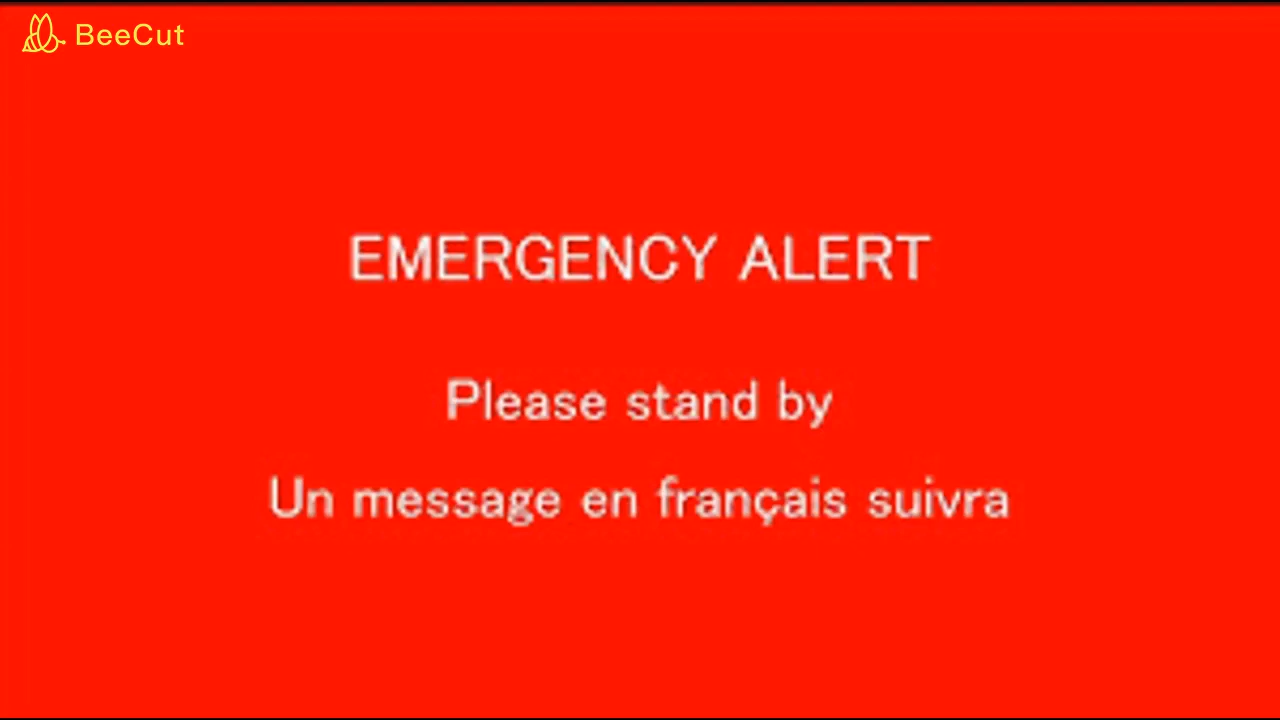 BeeCut
EMERGENCY ALERT
Please stand by
Un message en français suivra